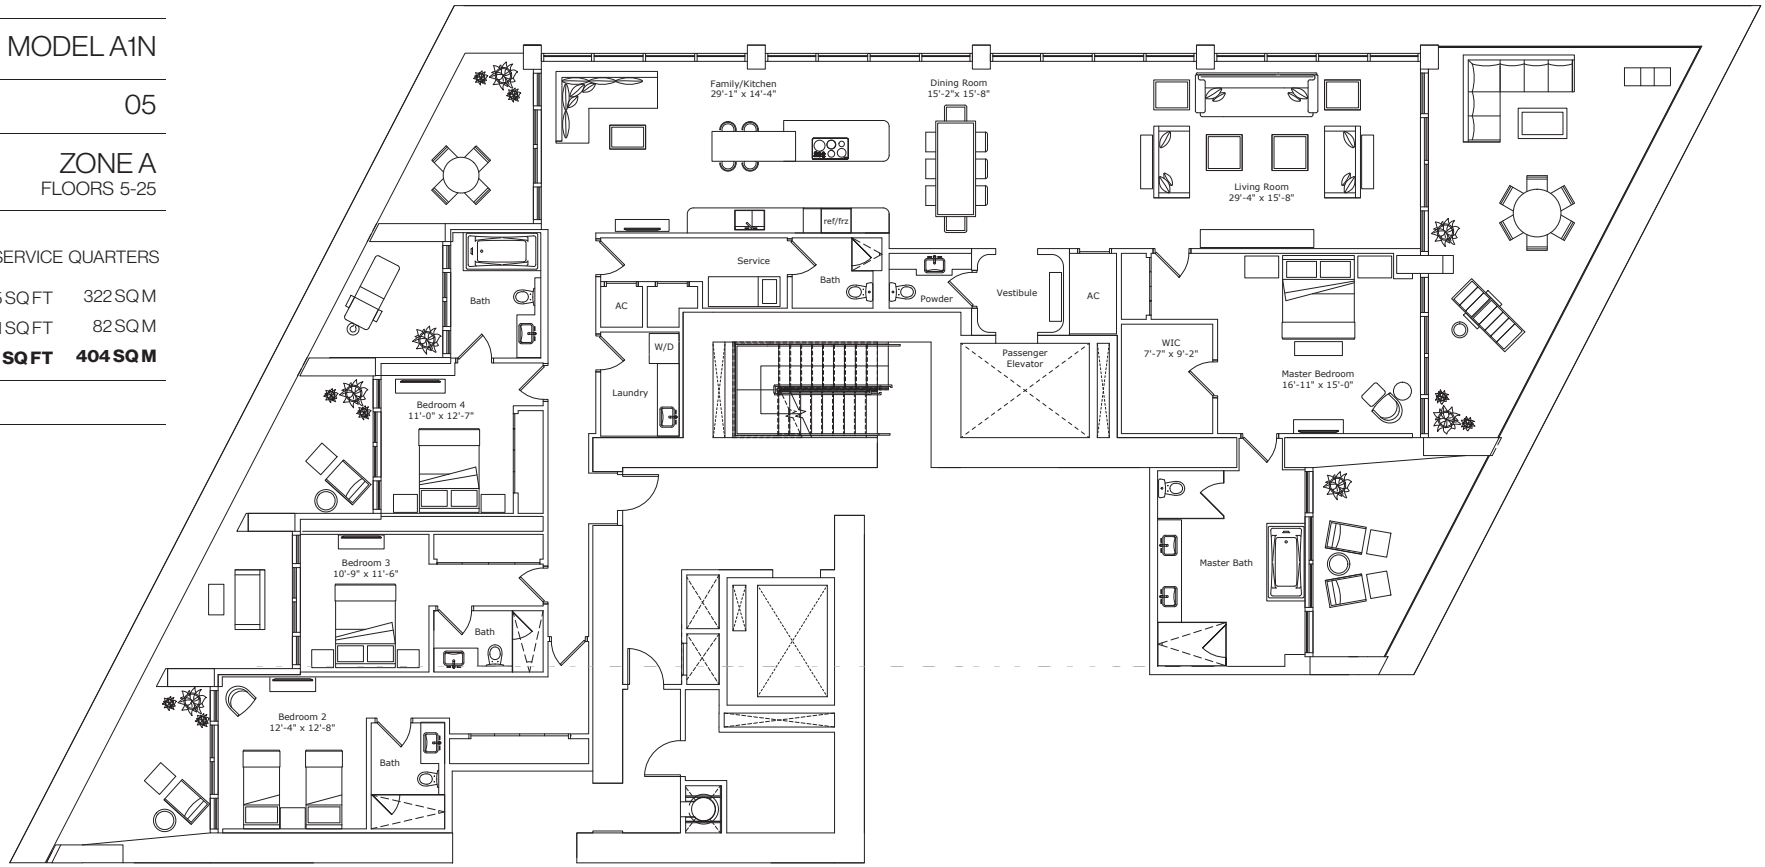 MODEL A1N
05
ZONE A
FLOORS 5-25
SERVICE QUARTERS
SQ FT 322 SQ M
SQ FT 82 SQ M
SQ FT 404 SQ M
Family/Kitchen
29'-1" x 14'-4"
Dining Room
15'-2"x 15'-8"
Living Room
29'-4" x 15'-8"
ref/frz
Service
Bath
Powder
Vestibule
AC
AC
Bath
W/D
Laundry
Passenger
Elevator
WIC
7'-7" x 9'-2"
Master Bedroom
16'-11" x 15'-0"
Bedroom 4
11'-0" x 12'-7"
Bedroom 3
10'-9" x 11'-6"
Bath
Master Bath
Bedroom 2
12'-4" x 12'-8"
Bath